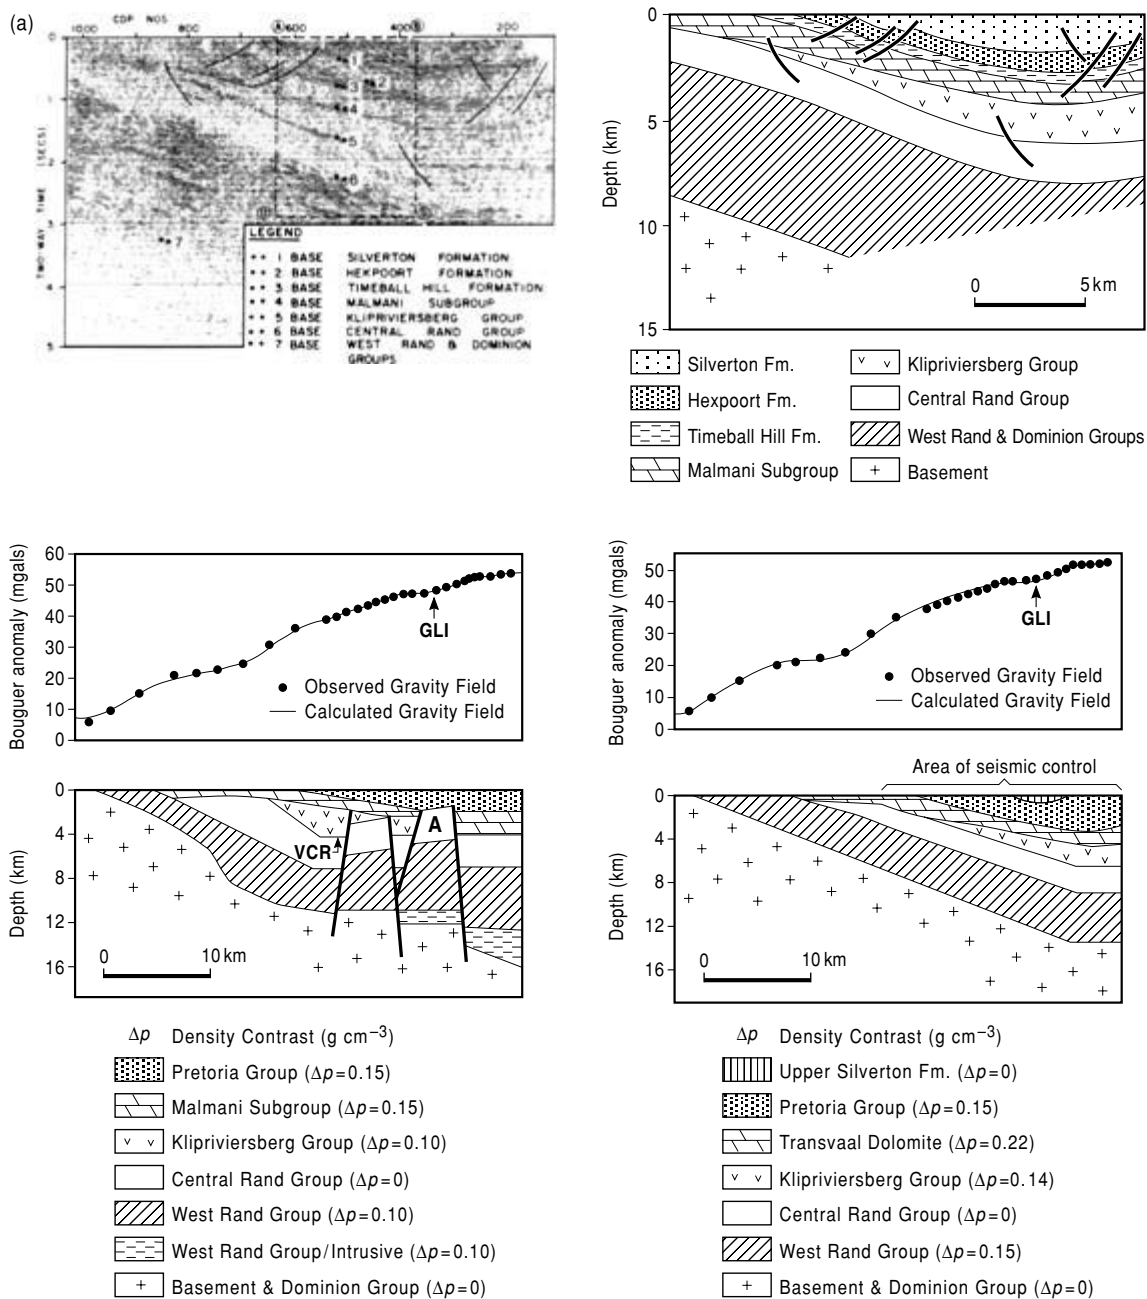 (a)
CDP NOS.
1000 800 A 600 400 B 200
0
1
2
3
4
5
TWO-WAY TIME (SECS)
1
2
3
4
5
6
7
LEGEND
1 BASE SILVERTON FORMATION
2 BASE HEKPOORT FORMATION
3 BASE TIMEBALL HILL FORMATION
4 BASE MALMANI SUBGROUP
5 BASE KLIPRIVIERSBERG GROUP
6 BASE CENTRAL RAND GROUP
7 BASE WEST RAND & DOMINION
GROUPS
0
5
10
15
Depth (km)
0 5 km
Silverton Fm.
Hexpoort Fm.
Timeball Hill Fm.
Malmani Subgroup
Klipriviersberg Group
Central Rand Group
West Rand & Dominion Groups
Basement
Bouguer anomaly (mgals)
60
50
40
30
20
10
0
GLI
Observed Gravity Field
Calculated Gravity Field
Depth (km)
0
4
8
12
16
VCR
A
0 10 km
Δp Density Contrast (g cm⁻³)
Pretoria Group (Δp=0.15)
Malmani Subgroup (Δp=0.15)
Klipriviersberg Group (Δp=0.10)
Central Rand Group (Δp=0)
West Rand Group (Δp=0.10)
West Rand Group/Intrusive (Δp=0.10)
Basement & Dominion Group (Δp=0)
Bouguer anomaly (mgals)
50
40
30
20
10
0
GLI
Observed Gravity Field
Calculated Gravity Field
Area of seismic control
Depth (km)
0
4
8
12
16
0 10 km
Δp Density Contrast (g cm⁻³)
Upper Silverton Fm. (Δp=0)
Pretoria Group (Δp=0.15)
Transvaal Dolomite (Δp=0.22)
Klipriviersberg Group (Δp=0.14)
Central Rand Group (Δp=0)
West Rand Group (Δp=0.15)
Basement & Dominion Group (Δp=0)